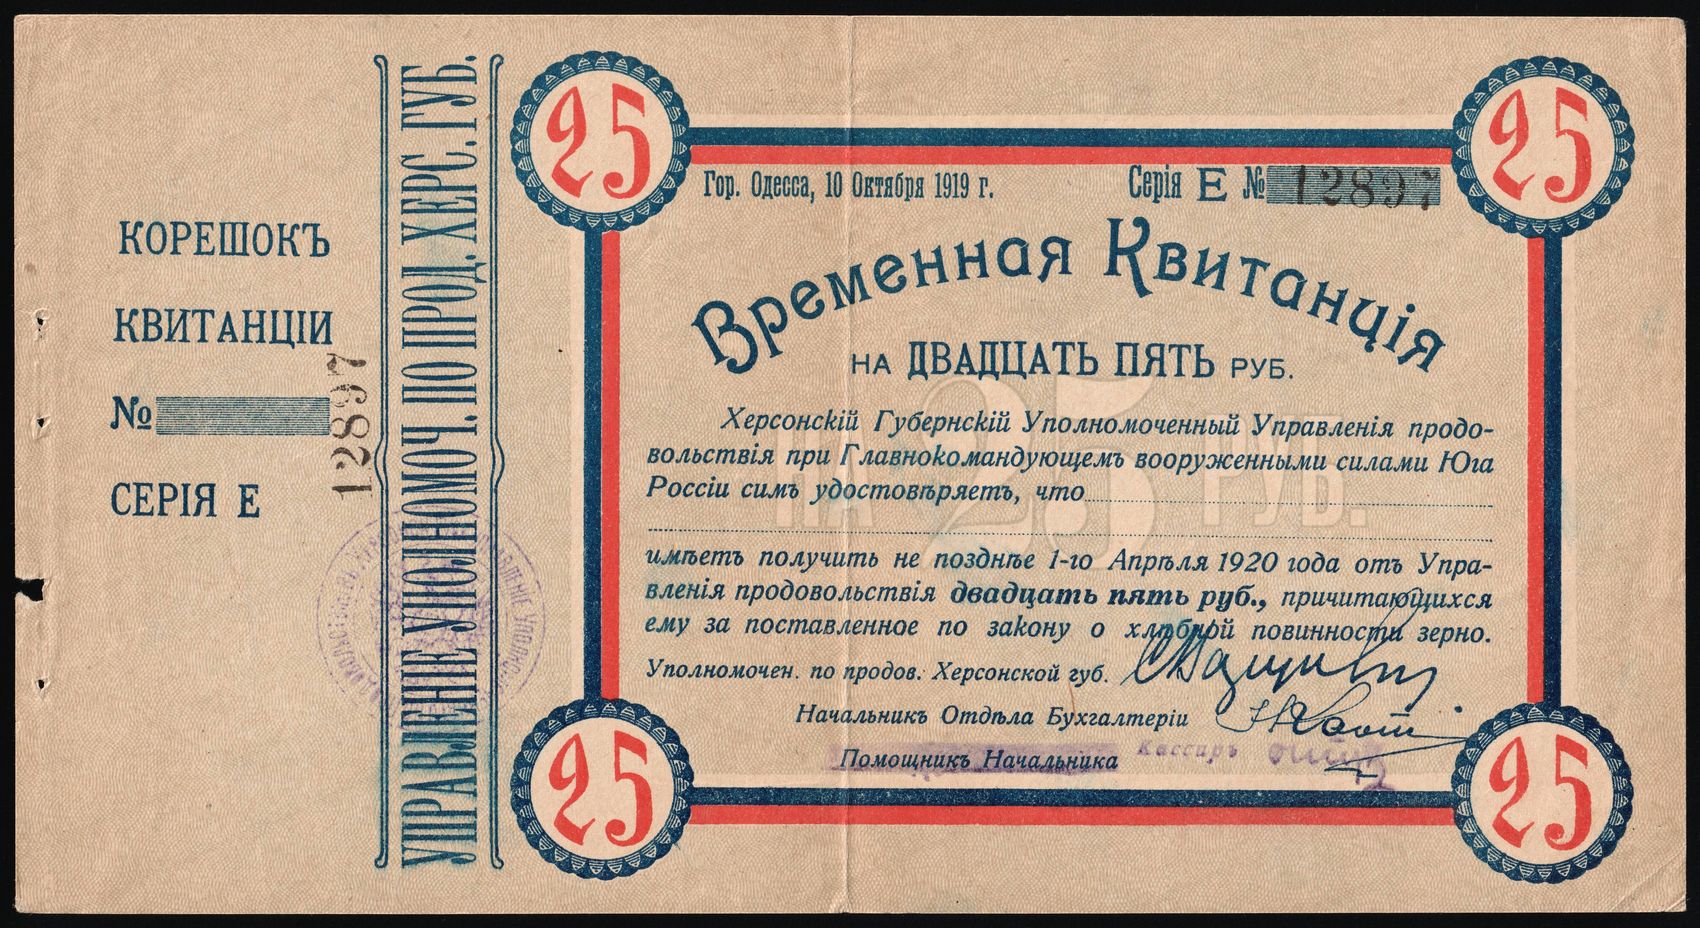 КОРЕШОКЪ
КВИТАНЦІИ
№
12897
СЕРІЯ Е
УПРАВЛЕНІЕ УПОЛНОМОЧ. ПО ПРОД. ХЕРС. ГУБ.
25
25
Гор. Одесса, 10 Октября 1919 г.
Серія Е № 12897
Временная Квитанція
НА ДВАДЦАТЬ ПЯТЬ РУБ.
НА 25 РУБ.
Херсонскій Губернскій Уполномоченный Управленія продо-
вольствія при Главнокомандующемъ вооруженными силами Юга
Россіи симъ удостовѣряетъ, что
имѣетъ получить не позднѣе 1-го Апрѣля 1920 года отъ Упра-
вленія продовольствія двадцать пять руб., причитающихся
ему за поставленное по закону о хлѣбной повинности зерно.
Уполномочен. по продов. Херсонской губ.
Начальникъ Отдѣла Бухгалтеріи
Помощникъ Начальника Кассиръ
25
25